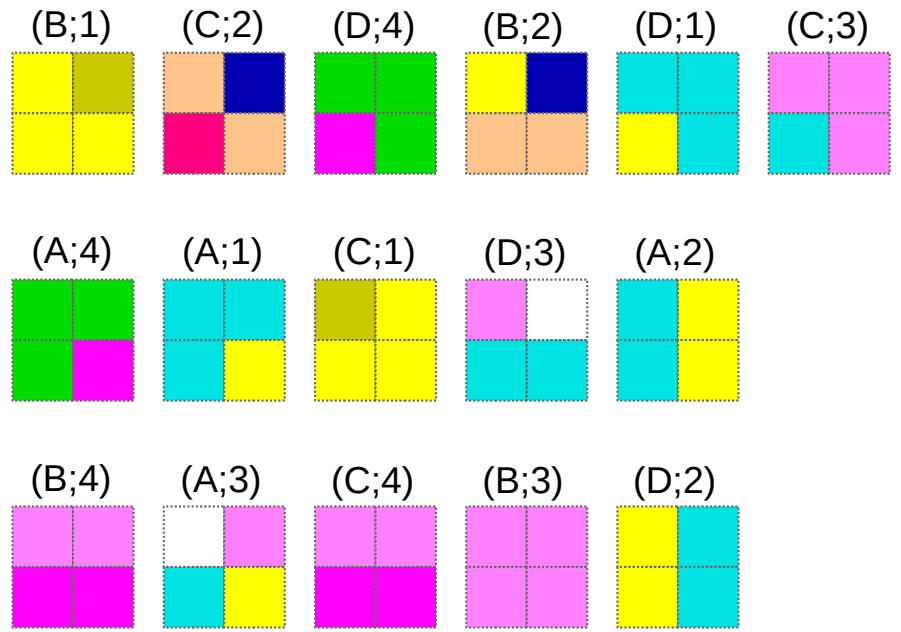 (B;1) (C;2) (D;4) (B;2) (D;1) (C;3)
(A;4) (A;1) (C;1) (D;3) (A;2)
(B;4) (A;3) (C;4) (B;3) (D;2)